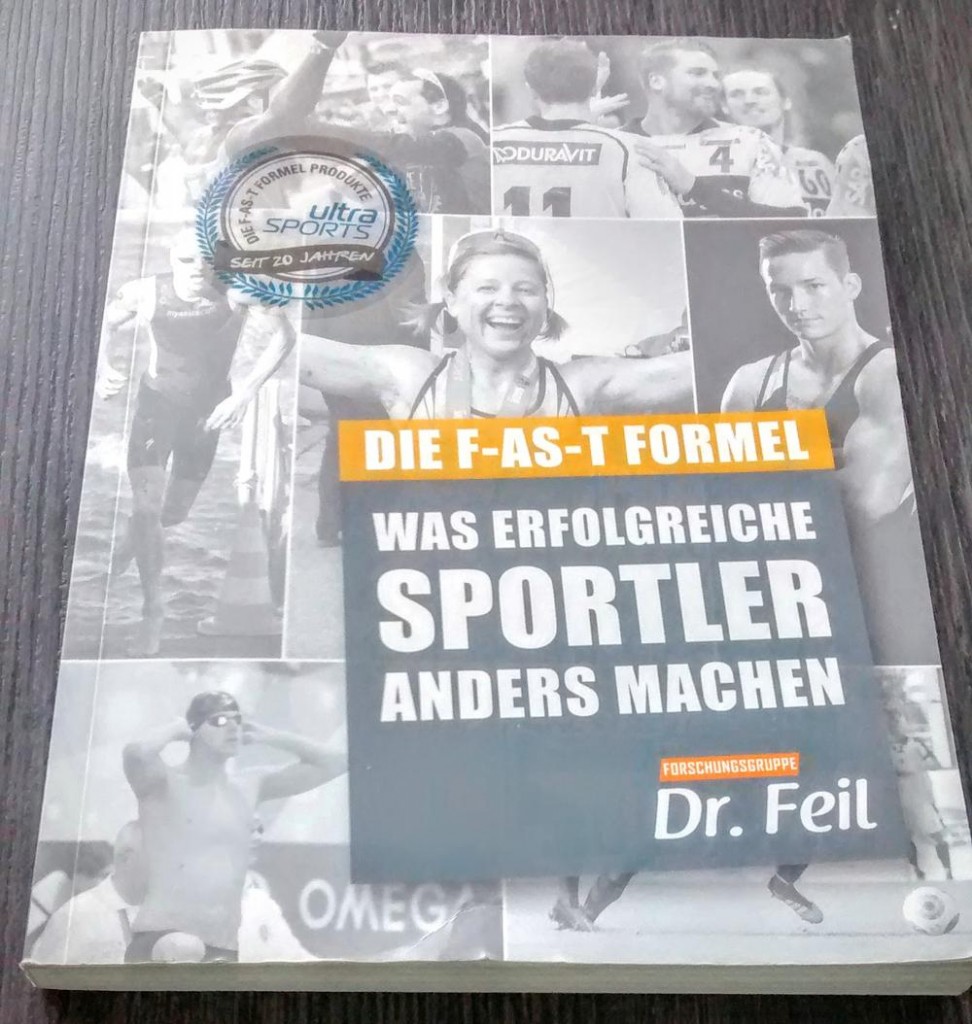 DIE F-AS-T FORMEL PRODUKTE
ultra
SPORTS
SEIT 20 JAHREN
DURAVIT
11
4
DIE F-AS-T FORMEL
WAS ERFOLGREICHE
SPORTLER
ANDERS MACHEN
FORSCHUNGSGRUPPE
Dr. Feil
OMEGA